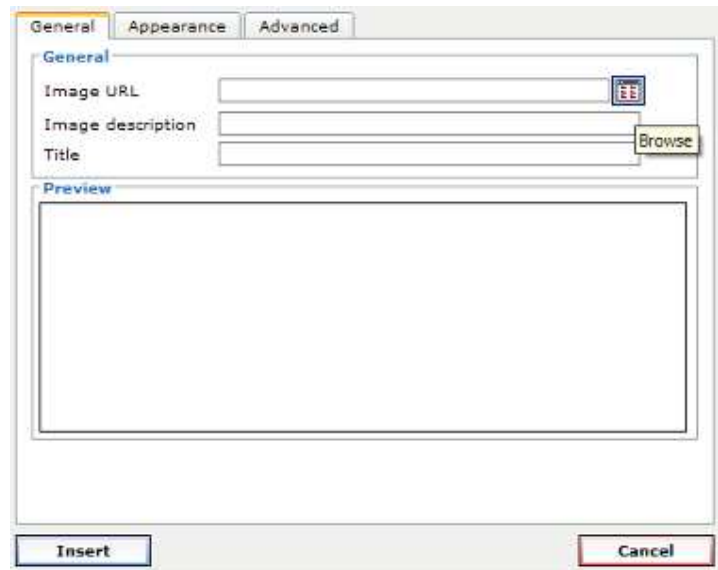 General Appearance Advanced
General
Image URL
Image description
Browse
Title
Preview
Insert Cancel